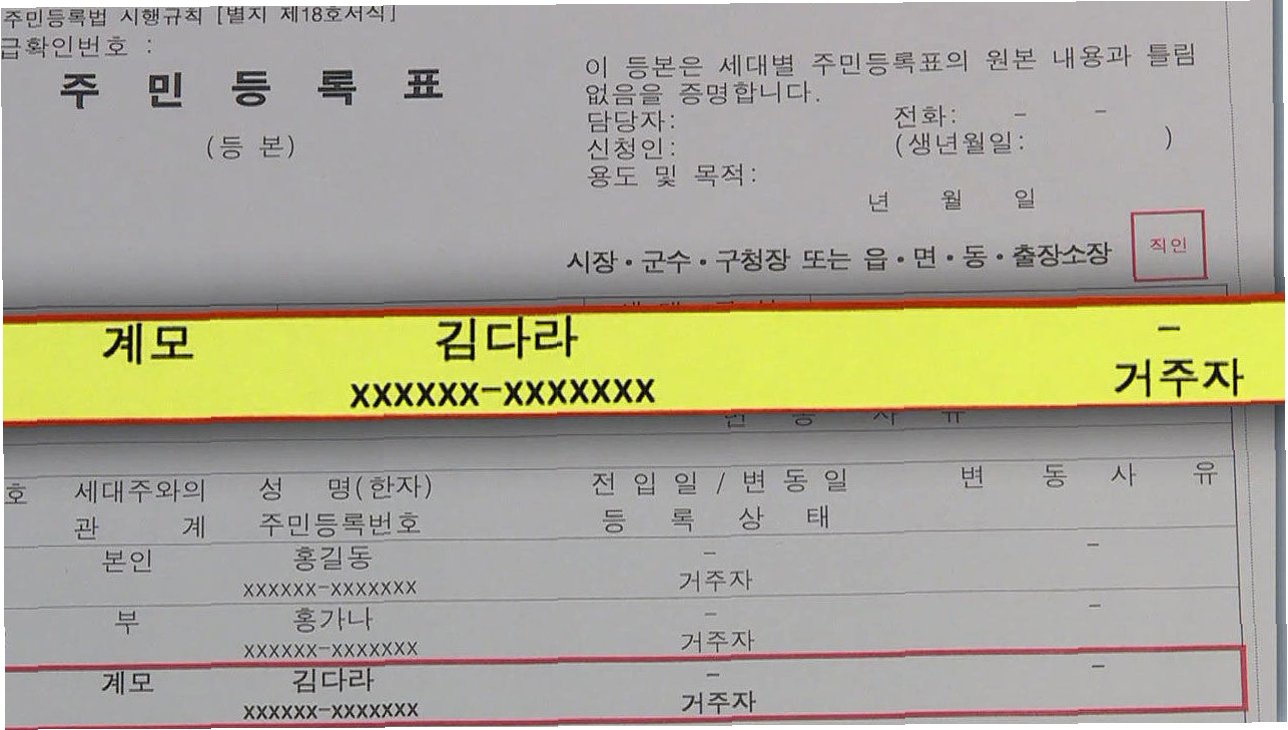 주민등록법 시행규칙 [별지 제18호서식]
급확인번호 :
주 민 등 록 표
(등 본)
이 등본은 세대별 주민등록표의 원본 내용과 틀림
없음을 증명합니다.
담당자: 전화: - -
신청인: (생년월일: )
용도 및 목적:
년 월 일
시장·군수·구청장 또는 읍·면·동·출장소장 직인
계모 김다라 -
xxxxxx-xxxxxxx 거주자
변 동 사 유
호 세대주와의 성 명(한자) 전 입 일 / 변 동 일 변 동 사 유
관 계 주민등록번호 등 록 상 태
본인 홍길동 - -
xxxxxx-xxxxxxx 거주자
부 홍가나 - -
xxxxxx-xxxxxxx 거주자
계모 김다라 - -
xxxxxx-xxxxxxx 거주자